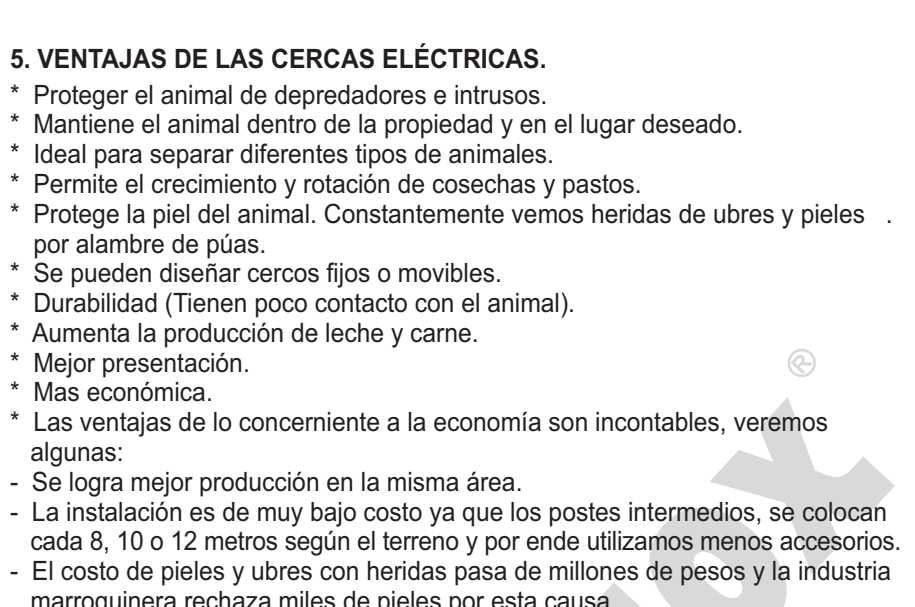 5. VENTAJAS DE LAS CERCAS ELÉCTRICAS.
* Proteger el animal de depredadores e intrusos.
* Mantiene el animal dentro de la propiedad y en el lugar deseado.
* Ideal para separar diferentes tipos de animales.
* Permite el crecimiento y rotación de cosechas y pastos.
* Protege la piel del animal. Constantemente vemos heridas de ubres y pieles .
por alambre de púas.
* Se pueden diseñar cercos fijos o movibles.
* Durabilidad (Tienen poco contacto con el animal).
* Aumenta la producción de leche y carne.
* Mejor presentación.
* Mas económica.
* Las ventajas de lo concerniente a la economía son incontables, veremos
algunas:
- Se logra mejor producción en la misma área.
- La instalación es de muy bajo costo ya que los postes intermedios, se colocan
cada 8, 10 o 12 metros según el terreno y por ende utilizamos menos accesorios.
- El costo de pieles y ubres con heridas pasa de millones de pesos y la industria
marroquinera rechaza miles de pieles por esta causa
®